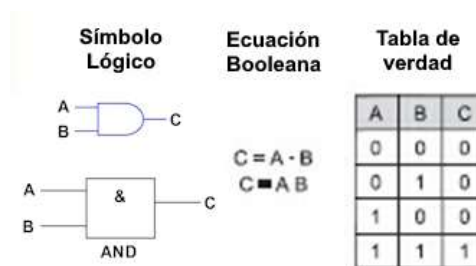 Símbolo Lógico
Ecuación Booleana
Tabla de verdad
A
B
C
A
B
&
C
AND
C = A · B
C = A B
A B C
0 0 0
0 1 0
1 0 0
1 1 1